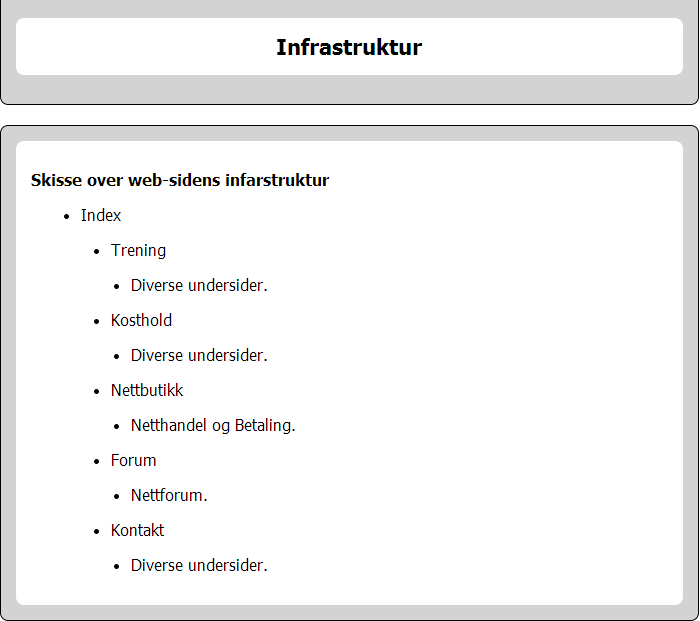 Infrastruktur
Skisse over web-sidens infarstruktur
Index
Trening
Diverse undersider.
Kosthold
Diverse undersider.
Nettbutikk
Netthandel og Betaling.
Forum
Nettforum.
Kontakt
Diverse undersider.